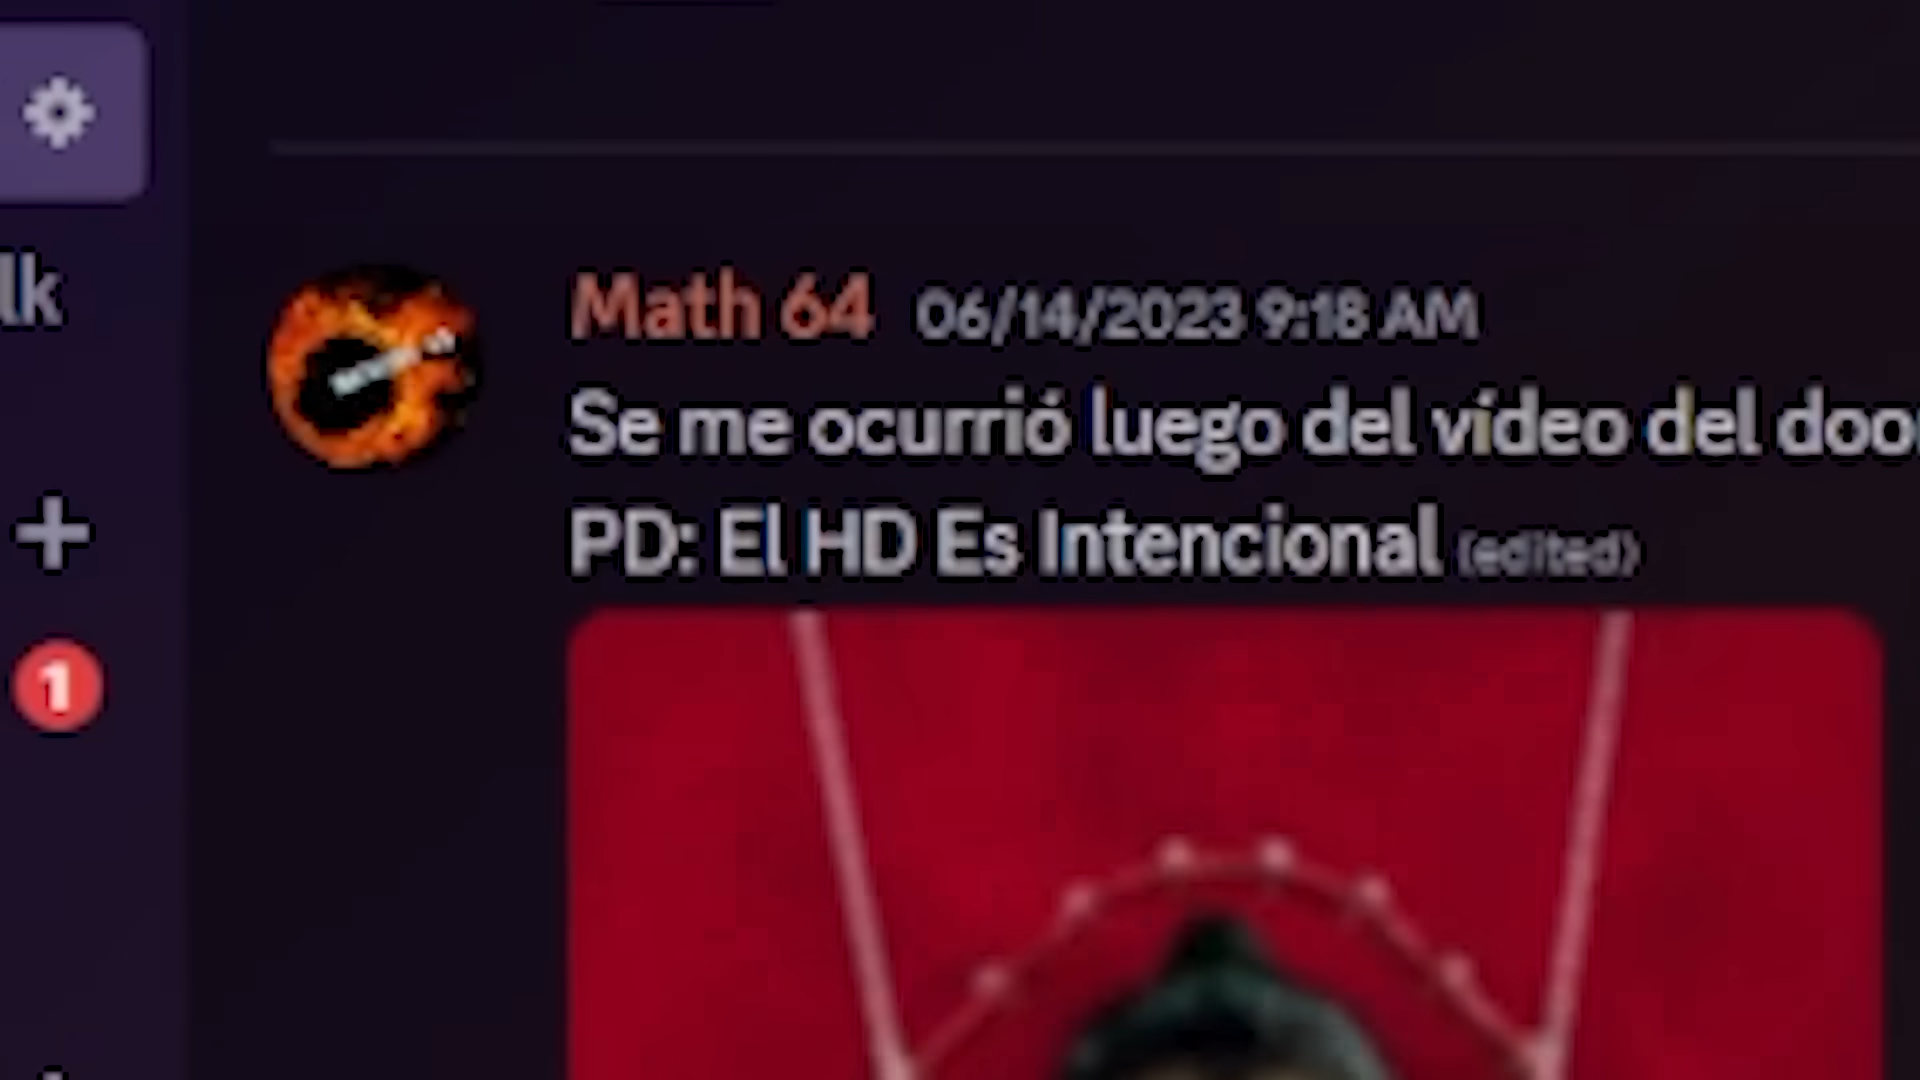 lk
Math 64 06/14/2023 9:18 AM
Se me ocurrió luego del vídeo del
PD: El HD Es Intencional (edited)
1